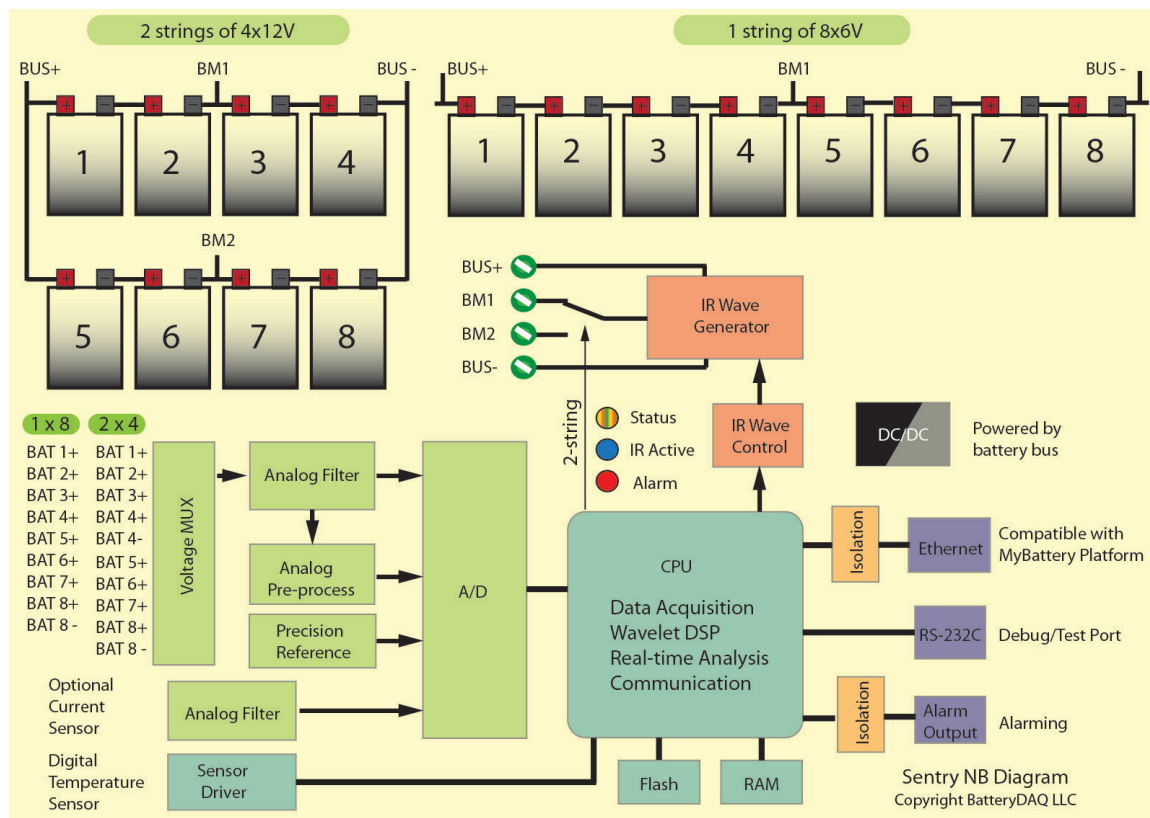 2 strings of 4x12V
1 string of 8x6V
BUS+
BM1
BUS -
BUS+
BM1
BUS -
+ − + − + − + −
+ − + − + − + − + − + − + − + −
1 2 3 4
1 2 3 4 5 6 7 8
BM2
+ − + − + − + −
5 6 7 8
BUS+
BM1
BM2
BUS-
IR Wave
Generator
2-string
Status
IR Active
Alarm
IR Wave
Control
DC/DC
Powered by
battery bus
1 x 8
BAT 1+
BAT 2+
BAT 3+
BAT 4+
BAT 5+
BAT 6+
BAT 7+
BAT 8+
BAT 8 -
2 x 4
BAT 1+
BAT 2+
BAT 3+
BAT 4+
BAT 4-
BAT 5+
BAT 6+
BAT 7+
BAT 8+
BAT 8 -
Voltage MUX
Analog Filter
Analog
Pre-process
Precision
Reference
A/D
CPU
Data Acquisition
Wavelet DSP
Real-time Analysis
Communication
Isolation
Ethernet
Compatible with
MyBattery Platform
RS-232C
Debug/Test Port
Isolation
Alarm
Output
Alarming
Optional
Current
Sensor
Analog Filter
Digital
Temperature
Sensor
Sensor
Driver
Flash
RAM
Sentry NB Diagram
Copyright BatteryDAQ LLC